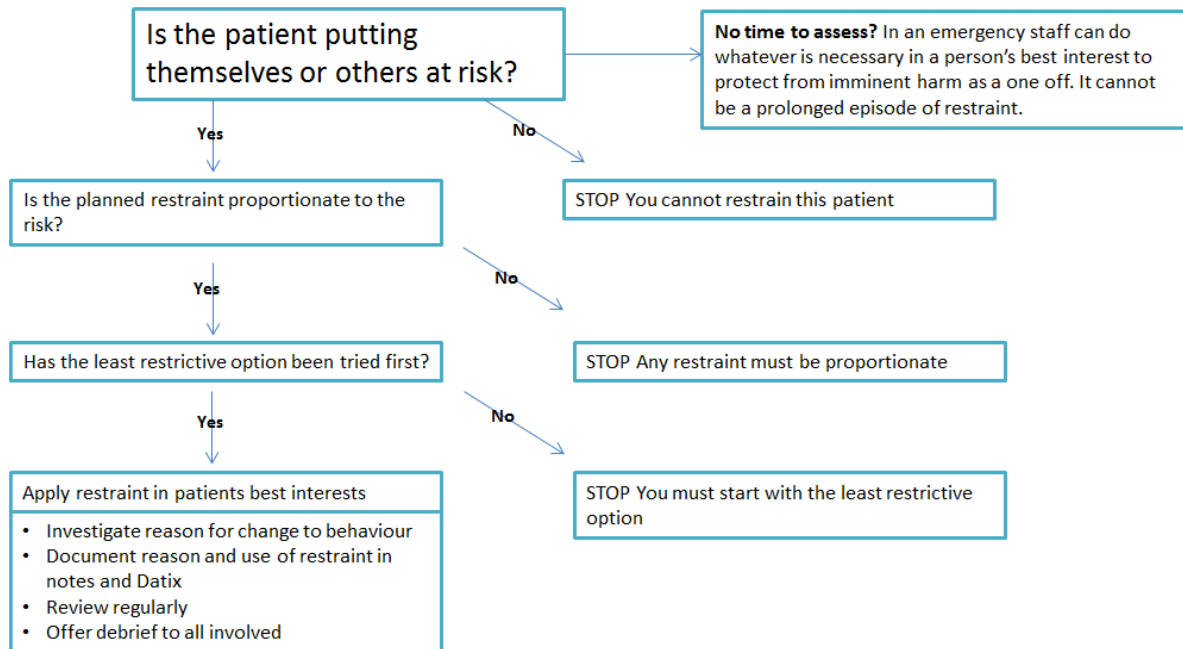 Is the patient putting
themselves or others at risk?
No time to assess? In an emergency staff can do
whatever is necessary in a person's best interest to
protect from imminent harm as a one off. It cannot
be a prolonged episode of restraint.
Yes
No
Is the planned restraint proportionate to the
risk?
STOP You cannot restrain this patient
Yes
No
Has the least restrictive option been tried first?
STOP Any restraint must be proportionate
Yes
No
Apply restraint in patients best interests
• Investigate reason for change to behaviour
• Document reason and use of restraint in
notes and Datix
• Review regularly
• Offer debrief to all involved
STOP You must start with the least restrictive
option